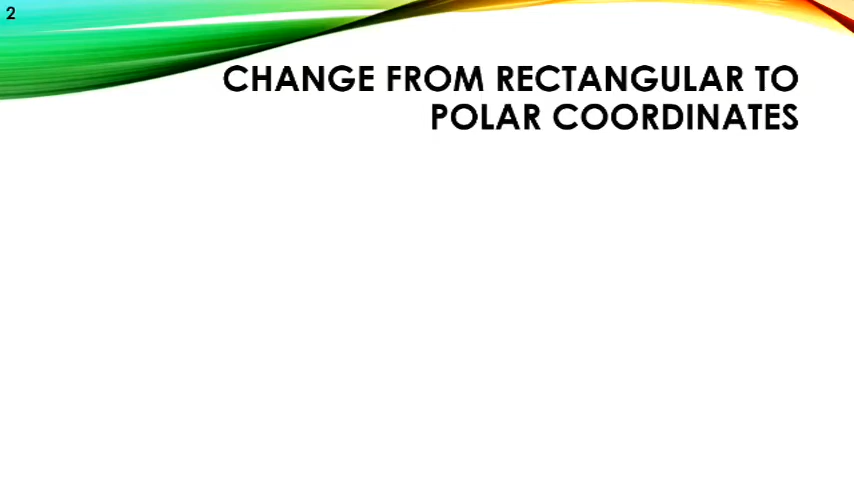 2
CHANGE FROM RECTANGULAR TO
POLAR COORDINATES